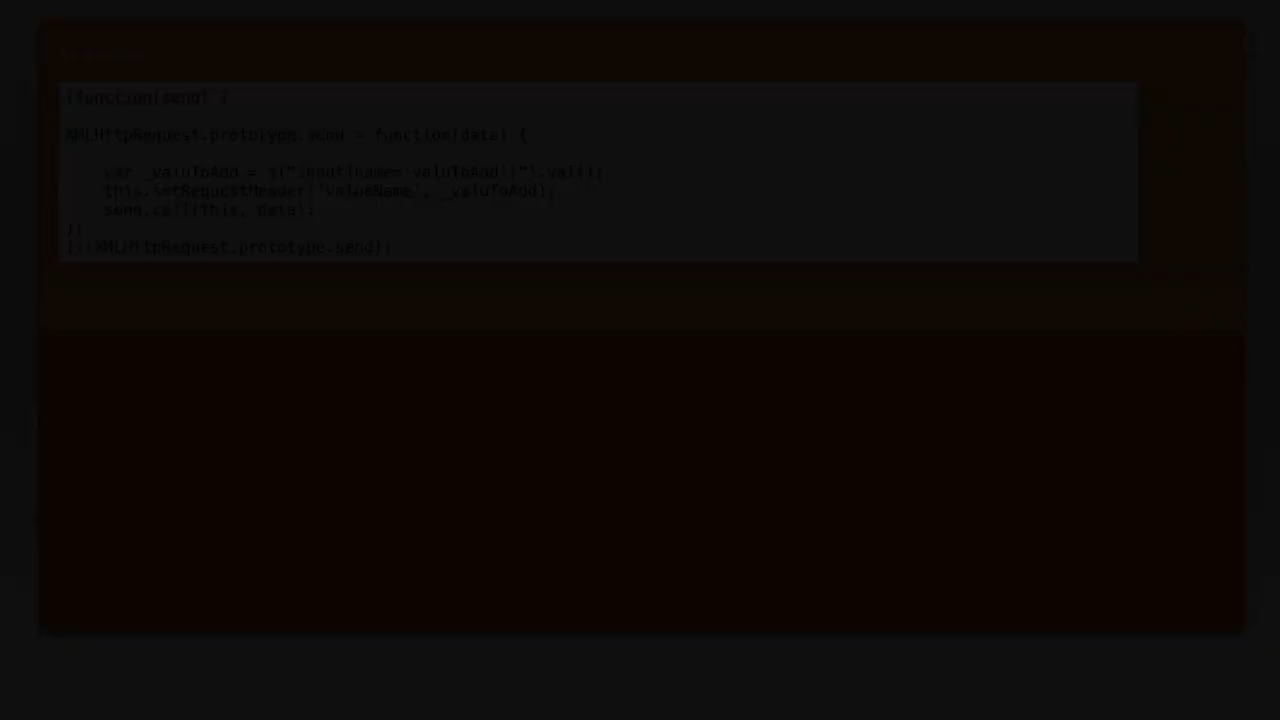 (function(send) {
XMLHttpRequest.prototype.send = function(data) {
var _valuToAdd = $("input[name='valuToAdd']").val();
this.setRequestHeader('valueName', _valuToAdd);
send.call(this, data);
};
})(XMLHttpRequest.prototype.send);